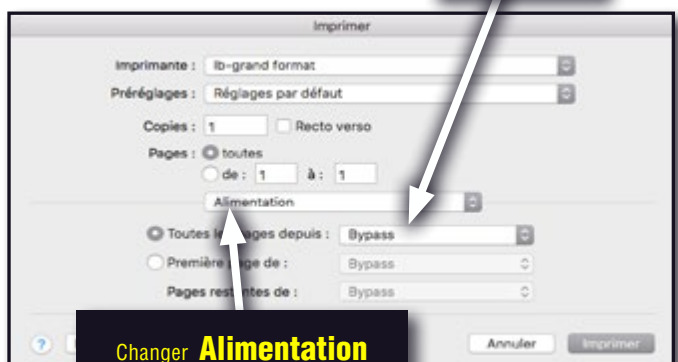 Imprimer
Imprimante : lb-grand format
Préréglages : Réglages par défaut
Copies : 1 Recto verso
Pages : toutes
de : 1 à : 1
Alimentation
Toutes les pages depuis : Bypass
Première page de : Bypass
Pages restantes de : Bypass
? Annuler Imprimer
Changer Alimentation